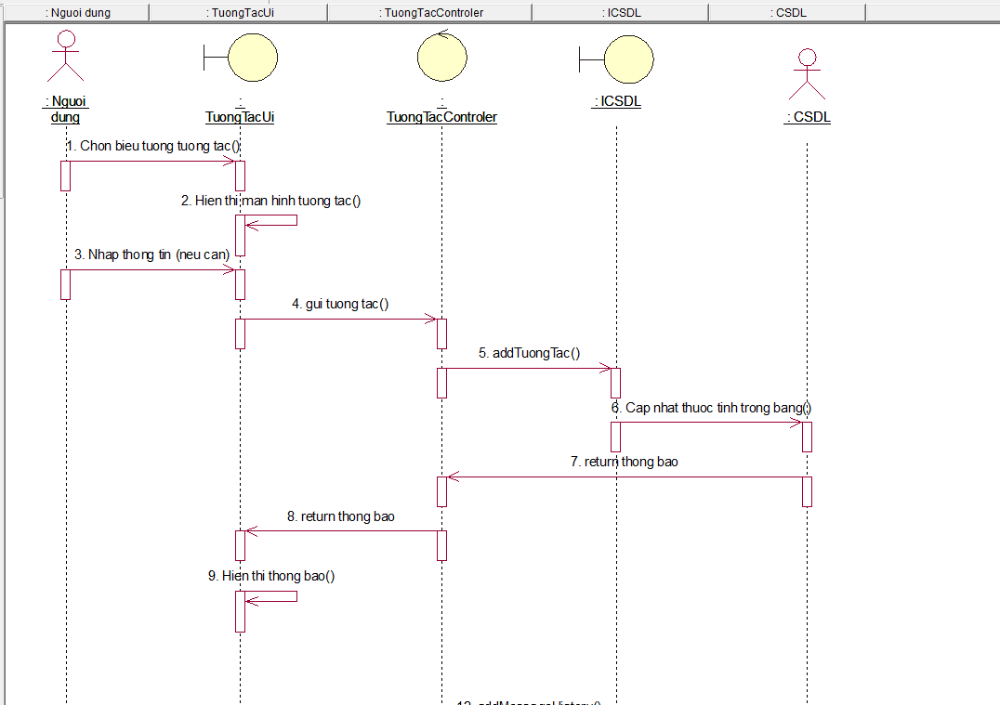 : Nguoi dung
: TuongTacUi
: TuongTacControler
: ICSDL
: CSDL
: Nguoi
dung
:
TuongTacUi
:
TuongTacControler
: ICSDL
: CSDL
1. Chon bieu tuong tuong tac()
2. Hien thi man hinh tuong tac()
3. Nhap thong tin (neu can)
4. gui tuong tac()
5. addTuongTac()
6. Cap nhat thuoc tinh trong bang()
7. return thong bao
8. return thong bao
9. Hien thi thong bao()